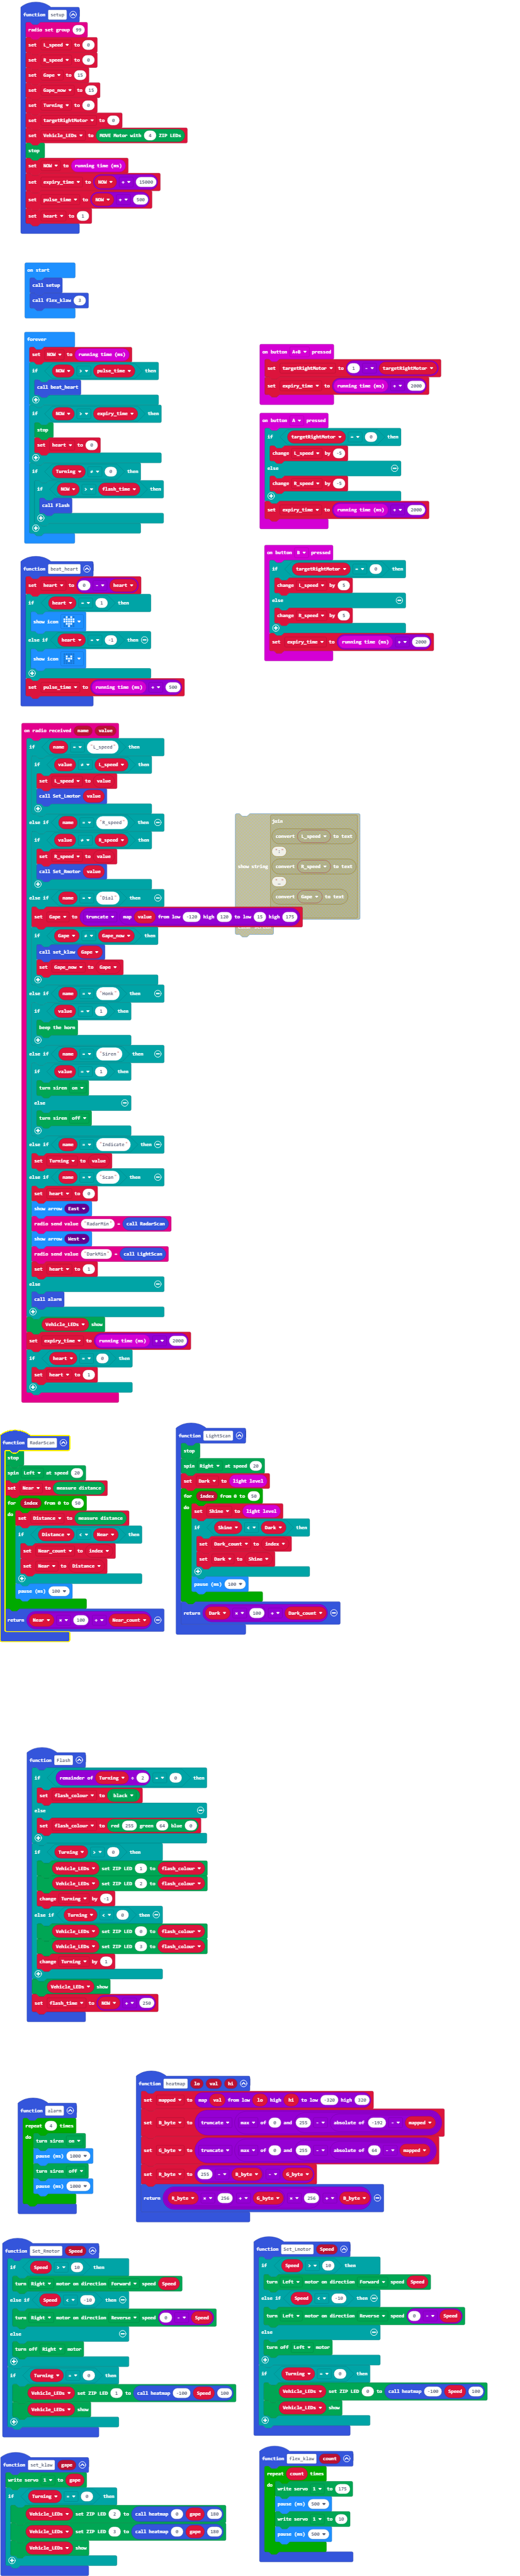 function setup
radio set group 99
set L_speed to 0
set R_speed to 0
set Gape to 15
set Gape_now to 15
set Turning to 0
set targetRightMotor to 0
set Vehicle_LEDs to MOVE Motor with 4 ZIP LEDs
stop
set NOW to running time (ms)
set expiry_time to NOW + 15000
set pulse_time to NOW + 500
set heart to 1
on start
call setup
call flex_klaw 3
forever
set NOW to running time (ms)
if NOW > pulse_time then
call beat_heart
if NOW > expiry_time then
stop
set heart to 0
if Turning ≠ 0 then
if NOW > flash_time then
call Flash
on button A+B pressed
set targetRightMotor to 1 - targetRightMotor
set expiry_time to running time (ms) + 2000
on button A pressed
if targetRightMotor = 0 then
change L_speed by -5
else
change R_speed by -5
set expiry_time to running time (ms) + 2000
on button B pressed
if targetRightMotor = 0 then
change L_speed by 5
else
change R_speed by 5
set expiry_time to running time (ms) + 2000
function beat_heart
set heart to 0 - heart
if heart = 1 then
show icon
else if heart = -1 then
show icon
set pulse_time to running time (ms) + 500
on radio received name value
if name = "L_speed" then
if value ≠ L_speed then
set L_speed to value
call Set_Lmotor value
else if name = "R_speed" then
if value ≠ R_speed then
set R_speed to value
call Set_Rmotor value
else if name = "Dial" then
set Gape to truncate map value from low -120 high 120 to low 15 high 175
if Gape ≠ Gape_now then
call set_klaw Gape
set Gape_now to Gape
else if name = "Honk" then
if value = 1 then
beep the horn
else if name = "Siren" then
if value = 1 then
turn siren on
else
turn siren off
else if name = "Indicate" then
set Turning to value
else if name = "Scan" then
set heart to 0
show arrow East
radio send value "RadarMin" = call RadarScan
show arrow West
radio send value "DarkMin" = call LightScan
set heart to 1
else
call alarm
Vehicle_LEDs show
set expiry_time to running time (ms) + 2000
if heart = 0 then
set heart to 1
show string
join
convert L_speed to text
convert R_speed to text
convert Gape to text
function RadarScan
stop
spin Left at speed 20
set Near to measure distance
for index from 0 to 50
do set Distance to measure distance
if Distance < Near then
set Near_count to index
set Near to Distance
pause (ms) 100
return Near × 100 + Near_count
function LightScan
stop
spin Right at speed 20
set Dark to light level
for index from 0 to 50
do set Shine to light level
if Shine < Dark then
set Dark_count to index
set Dark to Shine
pause (ms) 100
return Dark × 100 + Dark_count
function Flash
if remainder of Turning ÷ 2 = 0 then
set flash_colour to black
else
set flash_colour to red 255 green 64 blue 0
if Turning > 0 then
Vehicle_LEDs set ZIP LED 1 to flash_colour
Vehicle_LEDs set ZIP LED 2 to flash_colour
change Turning by -1
else if Turning < 0 then
Vehicle_LEDs set ZIP LED 0 to flash_colour
Vehicle_LEDs set ZIP LED 3 to flash_colour
change Turning by 1
Vehicle_LEDs show
set flash_time to NOW + 250
function alarm
repeat 4 times
do turn siren on
pause (ms) 1000
turn siren off
pause (ms) 1000
function heatmap lo val hi
set mapped to map val from low lo high hi to low -320 high 320
set R_byte to truncate max of 0 and 255 - absolute of -192 - mapped
set G_byte to truncate max of 0 and 255 - absolute of 64 - mapped
set B_byte to 255 - R_byte - G_byte
return R_byte × 256 + G_byte × 256 + B_byte
function Set_Rmotor Speed
if Speed > 10 then
turn Right motor on direction Forward speed Speed
else if Speed < -10 then
turn Right motor on direction Reverse speed 0 - Speed
else
turn off Right motor
if Turning = 0 then
Vehicle_LEDs set ZIP LED 1 to call heatmap -100 Speed 100
Vehicle_LEDs show
function Set_Lmotor Speed
if Speed > 10 then
turn Left motor on direction Forward speed Speed
else if Speed < -10 then
turn Left motor on direction Reverse speed 0 - Speed
else
turn off Left motor
if Turning = 0 then
Vehicle_LEDs set ZIP LED 0 to call heatmap -100 Speed 100
Vehicle_LEDs show
function set_klaw gape
write servo 1 to gape
if Turning = 0 then
Vehicle_LEDs set ZIP LED 2 to call heatmap 0 gape 180
Vehicle_LEDs set ZIP LED 3 to call heatmap 0 gape 180
Vehicle_LEDs show
function flex_klaw count
repeat count times
do write servo 1 to 175
pause (ms) 500
write servo 1 to 10
pause (ms) 500